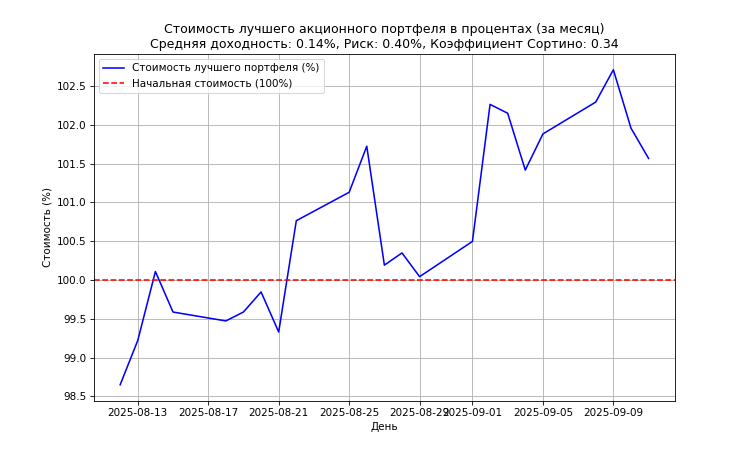 Стоимость лучшего акционного портфеля в процентах (за месяц)
Средняя доходность: 0.14%, Риск: 0.40%, Коэффициент Сортино: 0.34
Стоимость лучшего портфеля (%)
Начальная стоимость (100%)
Стоимость (%)
102.5
102.0
101.5
101.0
100.5
100.0
99.5
99.0
98.5
2025-08-13 2025-08-17 2025-08-21 2025-08-25 2025-08-29 2025-09-01 2025-09-05 2025-09-09
День